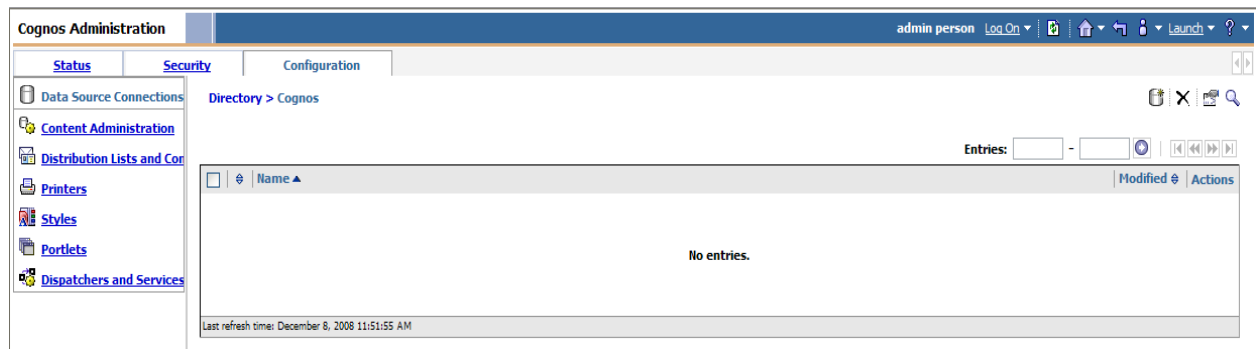 Cognos Administration
admin person Log On Launch ?
Status Security Configuration
Data Source Connections
Directory > Cognos
Content Administration
Distribution Lists and Con
Entries: -
Printers
Name Modified Actions
Styles
Portlets
No entries.
Dispatchers and Services
Last refresh time: December 8, 2008 11:51:55 AM